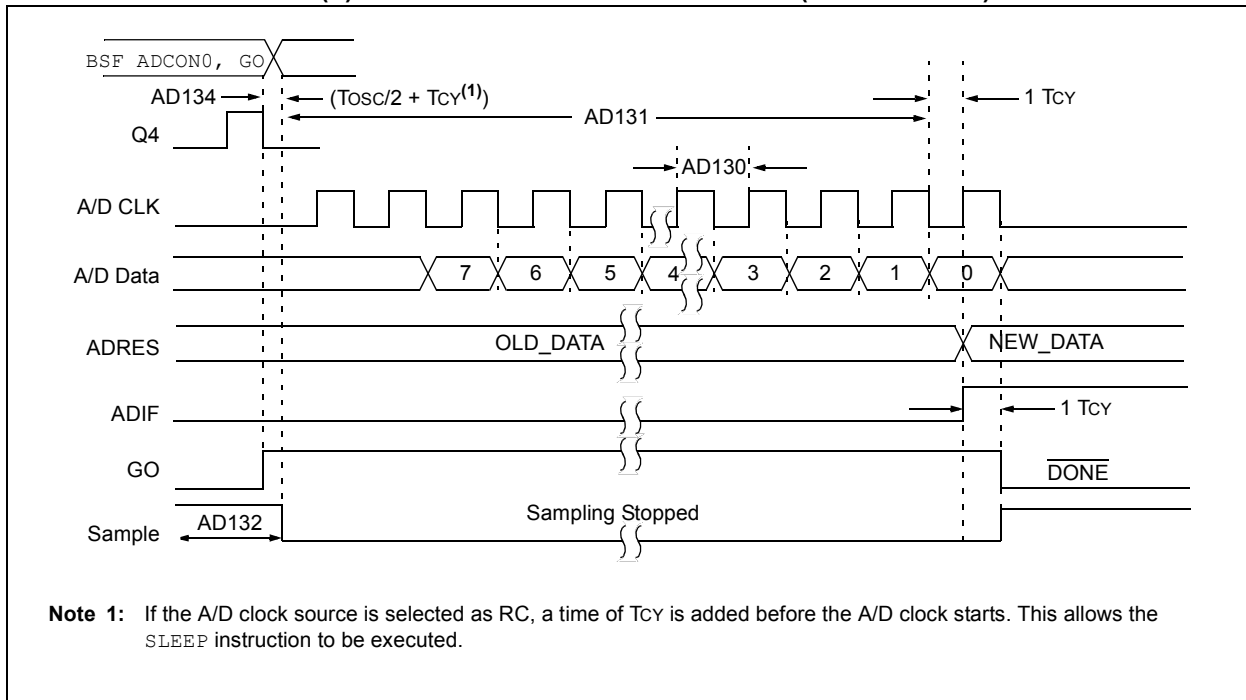 BSF ADCON0, GO
AD134
(TOSC/2 + TCY(1))
1 TCY
AD131
Q4
AD130
A/D CLK
A/D Data
7 6 5 4 3 2 1 0
ADRES
OLD_DATA
NEW_DATA
ADIF
1 TCY
GO
DONE
Sample
AD132
Sampling Stopped
Note 1: If the A/D clock source is selected as RC, a time of TCY is added before the A/D clock starts. This allows the
SLEEP instruction to be executed.